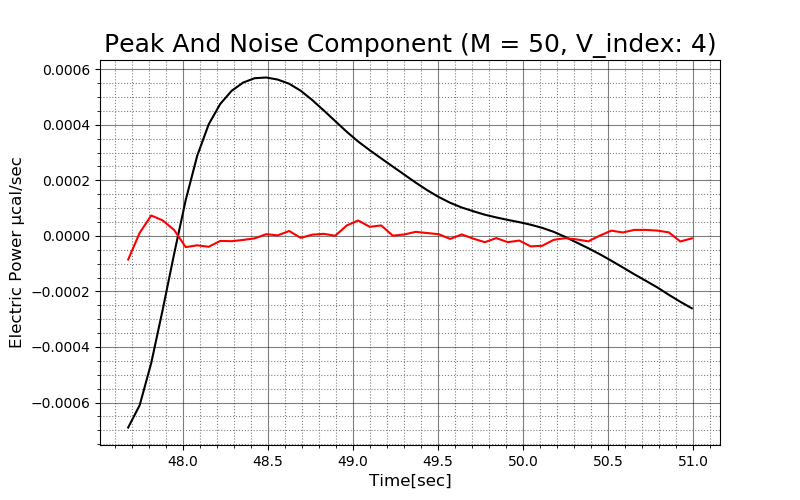 Peak And Noise Component (M = 50, V_index: 4)
0.0006
0.0004
0.0002
0.0000
−0.0002
−0.0004
−0.0006
Electric Power μcal/sec
48.0 48.5 49.0 49.5 50.0 50.5 51.0
Time[sec]